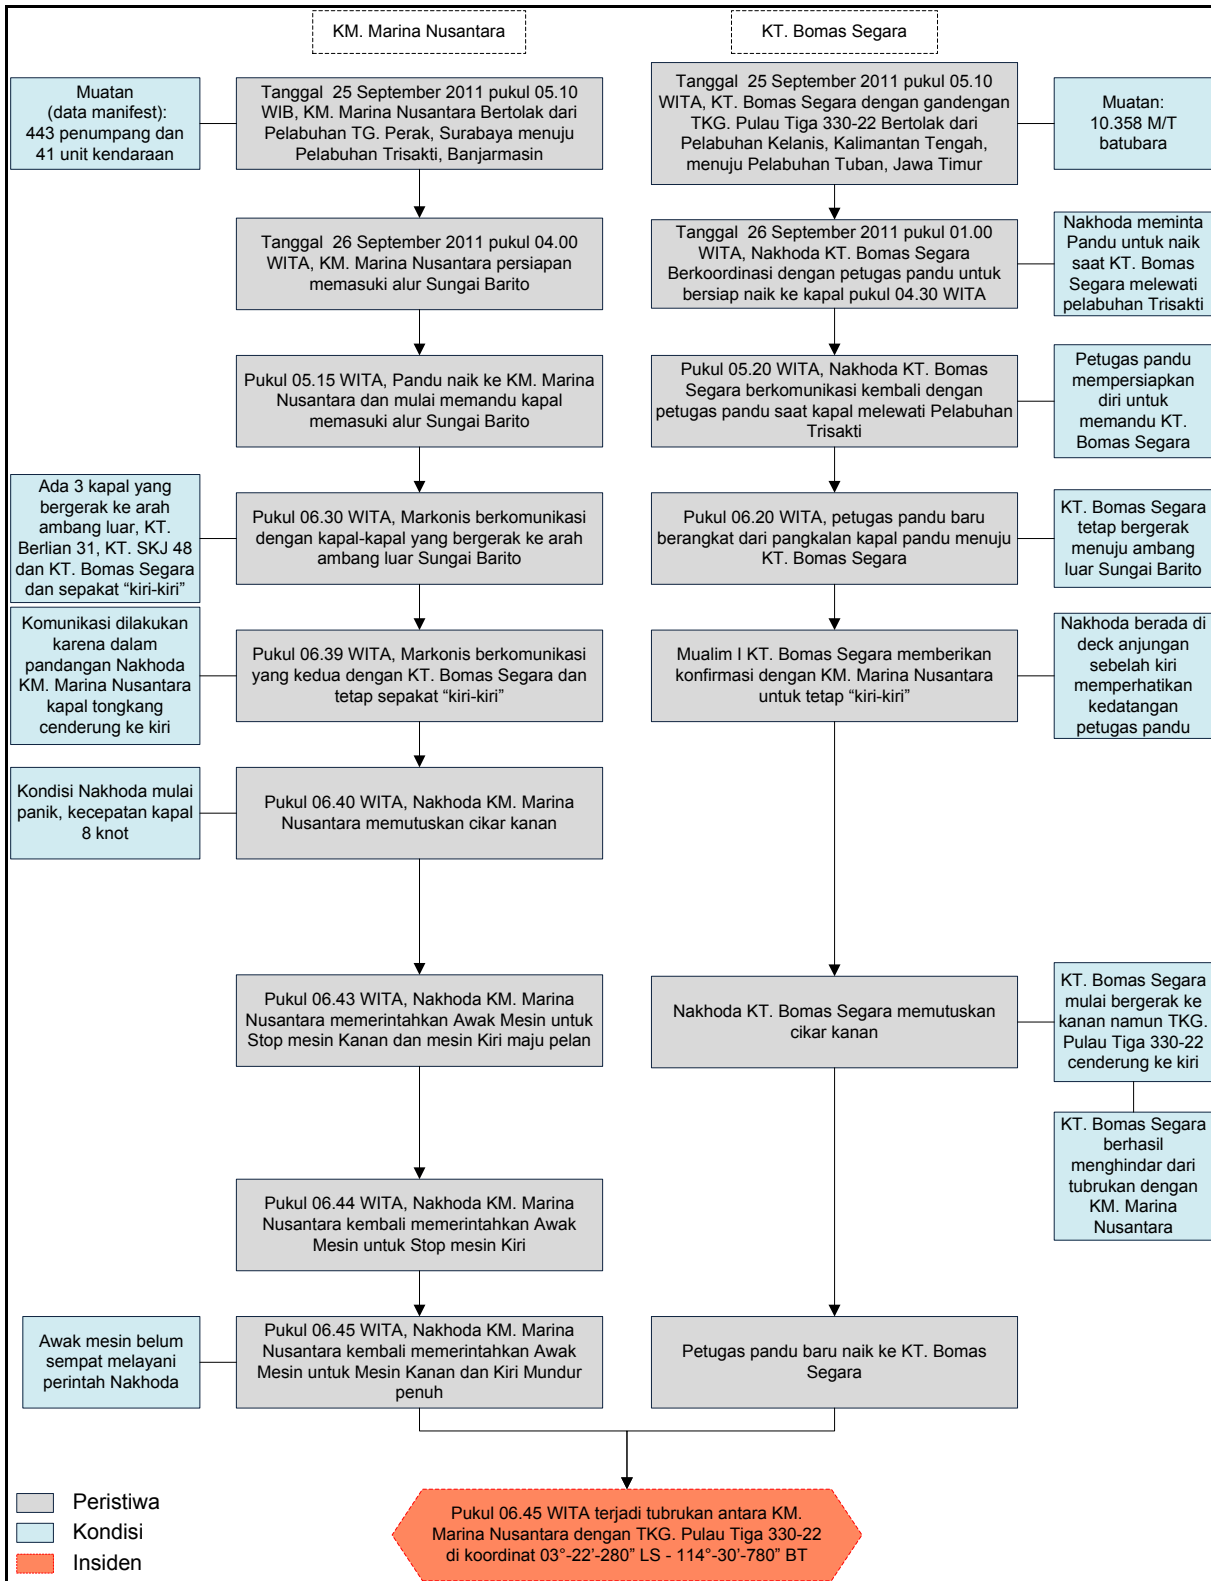 KM. Marina Nusantara
KT. Bomas Segara
Muatan
(data manifest):
443 penumpang dan
41 unit kendaraan
Tanggal  25 September 2011 pukul 05.10
WIB, KM. Marina Nusantara Bertolak dari
Pelabuhan TG. Perak, Surabaya menuju
Pelabuhan Trisakti, Banjarmasin
Tanggal  25 September 2011 pukul 05.10
WITA, KT. Bomas Segara dengan gandengan
TKG. Pulau Tiga 330-22 Bertolak dari
Pelabuhan Kelanis, Kalimantan Tengah,
menuju Pelabuhan Tuban, Jawa Timur
Muatan:
10.358 M/T
batubara
Tanggal  26 September 2011 pukul 04.00
WITA, KM. Marina Nusantara persiapan
memasuki alur Sungai Barito
Tanggal  26 September 2011 pukul 01.00
WITA, Nakhoda KT. Bomas Segara
Berkoordinasi dengan petugas pandu untuk
bersiap naik ke kapal pukul 04.30 WITA
Nakhoda meminta
Pandu untuk naik
saat KT. Bomas
Segara melewati
pelabuhan Trisakti
Pukul 05.15 WITA, Pandu naik ke KM. Marina
Nusantara dan mulai memandu kapal
memasuki alur Sungai Barito
Pukul 05.20 WITA, Nakhoda KT. Bomas
Segara berkomunikasi kembali dengan
petugas pandu saat kapal melewati Pelabuhan
Trisakti
Petugas pandu
mempersiapkan
diri untuk
memandu KT.
Bomas Segara
Ada 3 kapal yang
bergerak ke arah
ambang luar, KT.
Berlian 31, KT. SKJ 48
dan KT. Bomas Segara
dan sepakat “kiri-kiri”
Pukul 06.30 WITA, Markonis berkomunikasi
dengan kapal-kapal yang bergerak ke arah
ambang luar Sungai Barito
Pukul 06.20 WITA, petugas pandu baru
berangkat dari pangkalan kapal pandu menuju
KT. Bomas Segara
KT. Bomas Segara
tetap bergerak
menuju ambang
luar Sungai Barito
Komunikasi dilakukan
karena dalam
pandangan Nakhoda
KM. Marina Nusantara
kapal tongkang
cenderung ke kiri
Pukul 06.39 WITA, Markonis berkomunikasi
yang kedua dengan KT. Bomas Segara dan
tetap sepakat “kiri-kiri”
Mualim I KT. Bomas Segara memberikan
konfirmasi dengan KM. Marina Nusantara
untuk tetap “kiri-kiri”
Nakhoda berada di
deck anjungan
sebelah kiri
memperhatikan
kedatangan
petugas pandu
Kondisi Nakhoda mulai
panik, kecepatan kapal
8 knot
Pukul 06.40 WITA, Nakhoda KM. Marina
Nusantara memutuskan cikar kanan
Pukul 06.43 WITA, Nakhoda KM. Marina
Nusantara memerintahkan Awak Mesin untuk
Stop mesin Kanan dan mesin Kiri maju pelan
Nakhoda KT. Bomas Segara memutuskan
cikar kanan
KT. Bomas Segara
mulai bergerak ke
kanan namun TKG.
Pulau Tiga 330-22
cenderung ke kiri
KT. Bomas Segara
berhasil
menghindar dari
tubrukan dengan
KM. Marina
Nusantara
Pukul 06.44 WITA, Nakhoda KM. Marina
Nusantara kembali memerintahkan Awak
Mesin untuk Stop mesin Kiri
Awak mesin belum
sempat melayani
perintah Nakhoda
Pukul 06.45 WITA, Nakhoda KM. Marina
Nusantara kembali memerintahkan Awak
Mesin untuk Mesin Kanan dan Kiri Mundur
penuh
Petugas pandu baru naik ke KT. Bomas
Segara
Peristiwa
Kondisi
Insiden
Pukul 06.45 WITA terjadi tubrukan antara KM.
Marina Nusantara dengan TKG. Pulau Tiga 330-22
di koordinat 03°-22’-280” LS - 114°-30’-780” BT